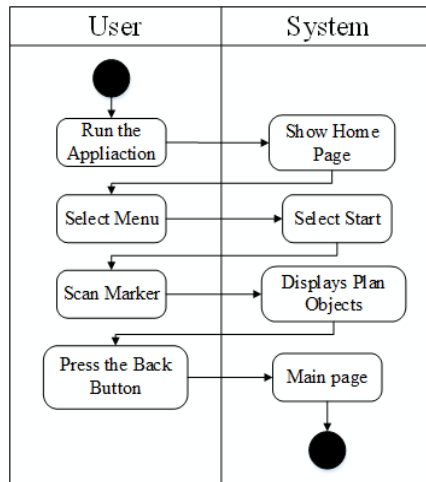 User
System
Run the
Appliaction
Show Home
Page
Select Menu
Select Start
Scan Marker
Displays Plan
Objects
Press the Back
Button
Main page